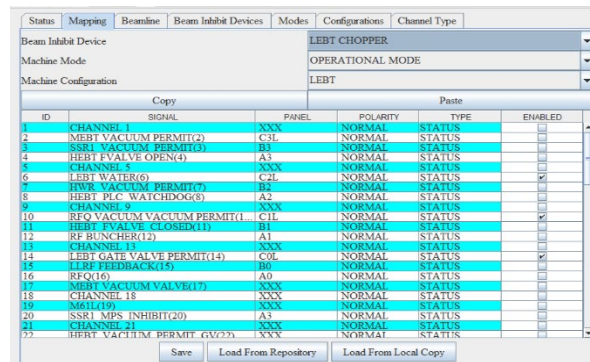 Status Mapping Beamline Beam Inhibit Devices Modes Configurations Channel Type
Beam Inhibit Device LEBT CHOPPER
Machine Mode OPERATIONAL MODE
Machine Configuration LEBT
Copy Paste
ID SIGNAL PANEL POLARITY TYPE ENABLED
1 CHANNEL 1 XXX NORMAL STATUS
2 MEBT VACUUM PERMIT(2) C3L NORMAL STATUS
3 SSR1 VACUUM PERMIT(3) B3 NORMAL STATUS
4 HEBT FVALVE OPEN(4) A3 NORMAL STATUS
5 CHANNEL 5 XXX NORMAL STATUS
6 LEBT WATER(6) C2L NORMAL STATUS
7 HWR VACUUM PERMIT(7) B2 NORMAL STATUS
8 HEBT PLC WATCHDOG(8) A2 NORMAL STATUS
9 CHANNEL 9 XXX NORMAL STATUS
10 RFQ VACUUM VACUUM PERMIT(1... C1L NORMAL STATUS
11 HEBT FVALVE CLOSED(11) B1 NORMAL STATUS
12 RF BUNCHER(12) A1 NORMAL STATUS
13 CHANNEL 13 XXX NORMAL STATUS
14 LEBT GATE VALVE PERMIT(14) C0L NORMAL STATUS
15 LLRF FEEDBACK(15) B0 NORMAL STATUS
16 RFQ(16) A0 NORMAL STATUS
17 MEBT VACUUM VALVE(17) XXX NORMAL STATUS
18 CHANNEL 18 XXX NORMAL STATUS
19 M61L(19) XXX NORMAL STATUS
20 SSR1 MPS INHIBIT(20) A3 NORMAL STATUS
21 CHANNEL 21 XXX NORMAL STATUS
22 HEBT VACUUM PERMIT GV(22) XXX NORMAL STATUS
Save Load From Repository Load From Local Copy